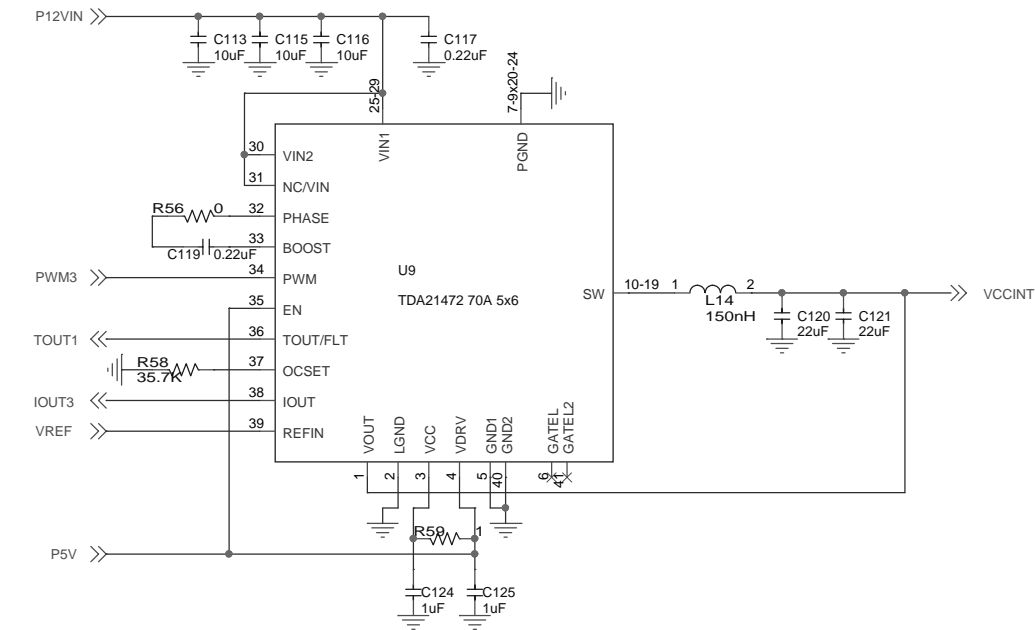 P12VIN
C113
10uF
C115
10uF
C116
10uF
C117
0.22uF
25-29
7-9x20-24
VIN1
PGND
30
VIN2
31
NC/VIN
R56
0
32
PHASE
C119
0.22uF
33
BOOST
PWM3
34
PWM
35
EN
TOUT1
36
TOUT/FLT
R58
35.7K
37
OCSET
IOUT3
38
IOUT
VREF
39
REFIN
U9
TDA21472 70A 5x6
SW
10-19
1
2
L14
150nH
C120
22uF
C121
22uF
VCCINT
VOUT
LGND
VCC
VDRV
GND1
GND2
GATEL
GATEL2
1
2
3
4
5
40
6
41
R59
1
P5V
C124
1uF
C125
1uF